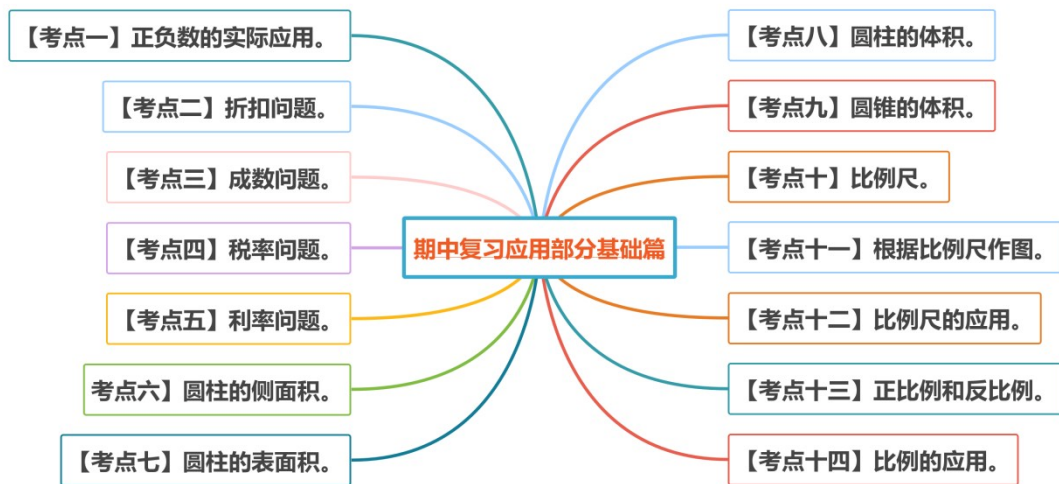 【考点一】正负数的实际应用。
【考点二】折扣问题。
【考点三】成数问题。
【考点四】税率问题。
【考点五】利率问题。
考点六】圆柱的侧面积。
【考点七】圆柱的表面积。
期中复习应用部分基础篇
【考点八】圆柱的体积。
【考点九】圆锥的体积。
【考点十】比例尺。
【考点十一】根据比例尺作图。
【考点十二】比例尺的应用。
【考点十三】正比例和反比例。
【考点十四】比例的应用。